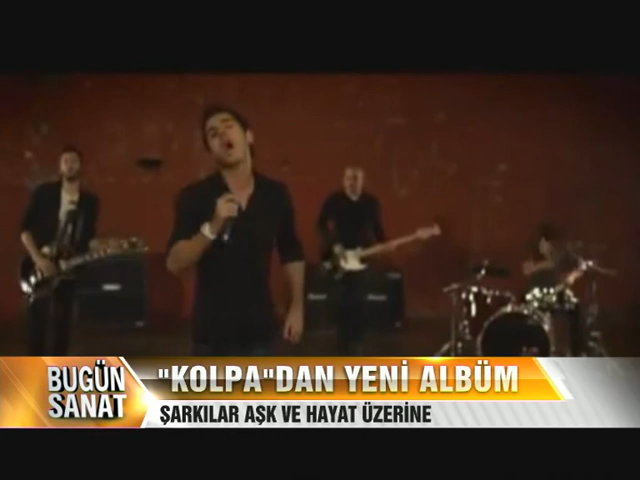 BUGÜN
SANAT
"KOLPA"DAN YENİ ALBÜM
ŞARKILAR AŞK VE HAYAT ÜZERİNE